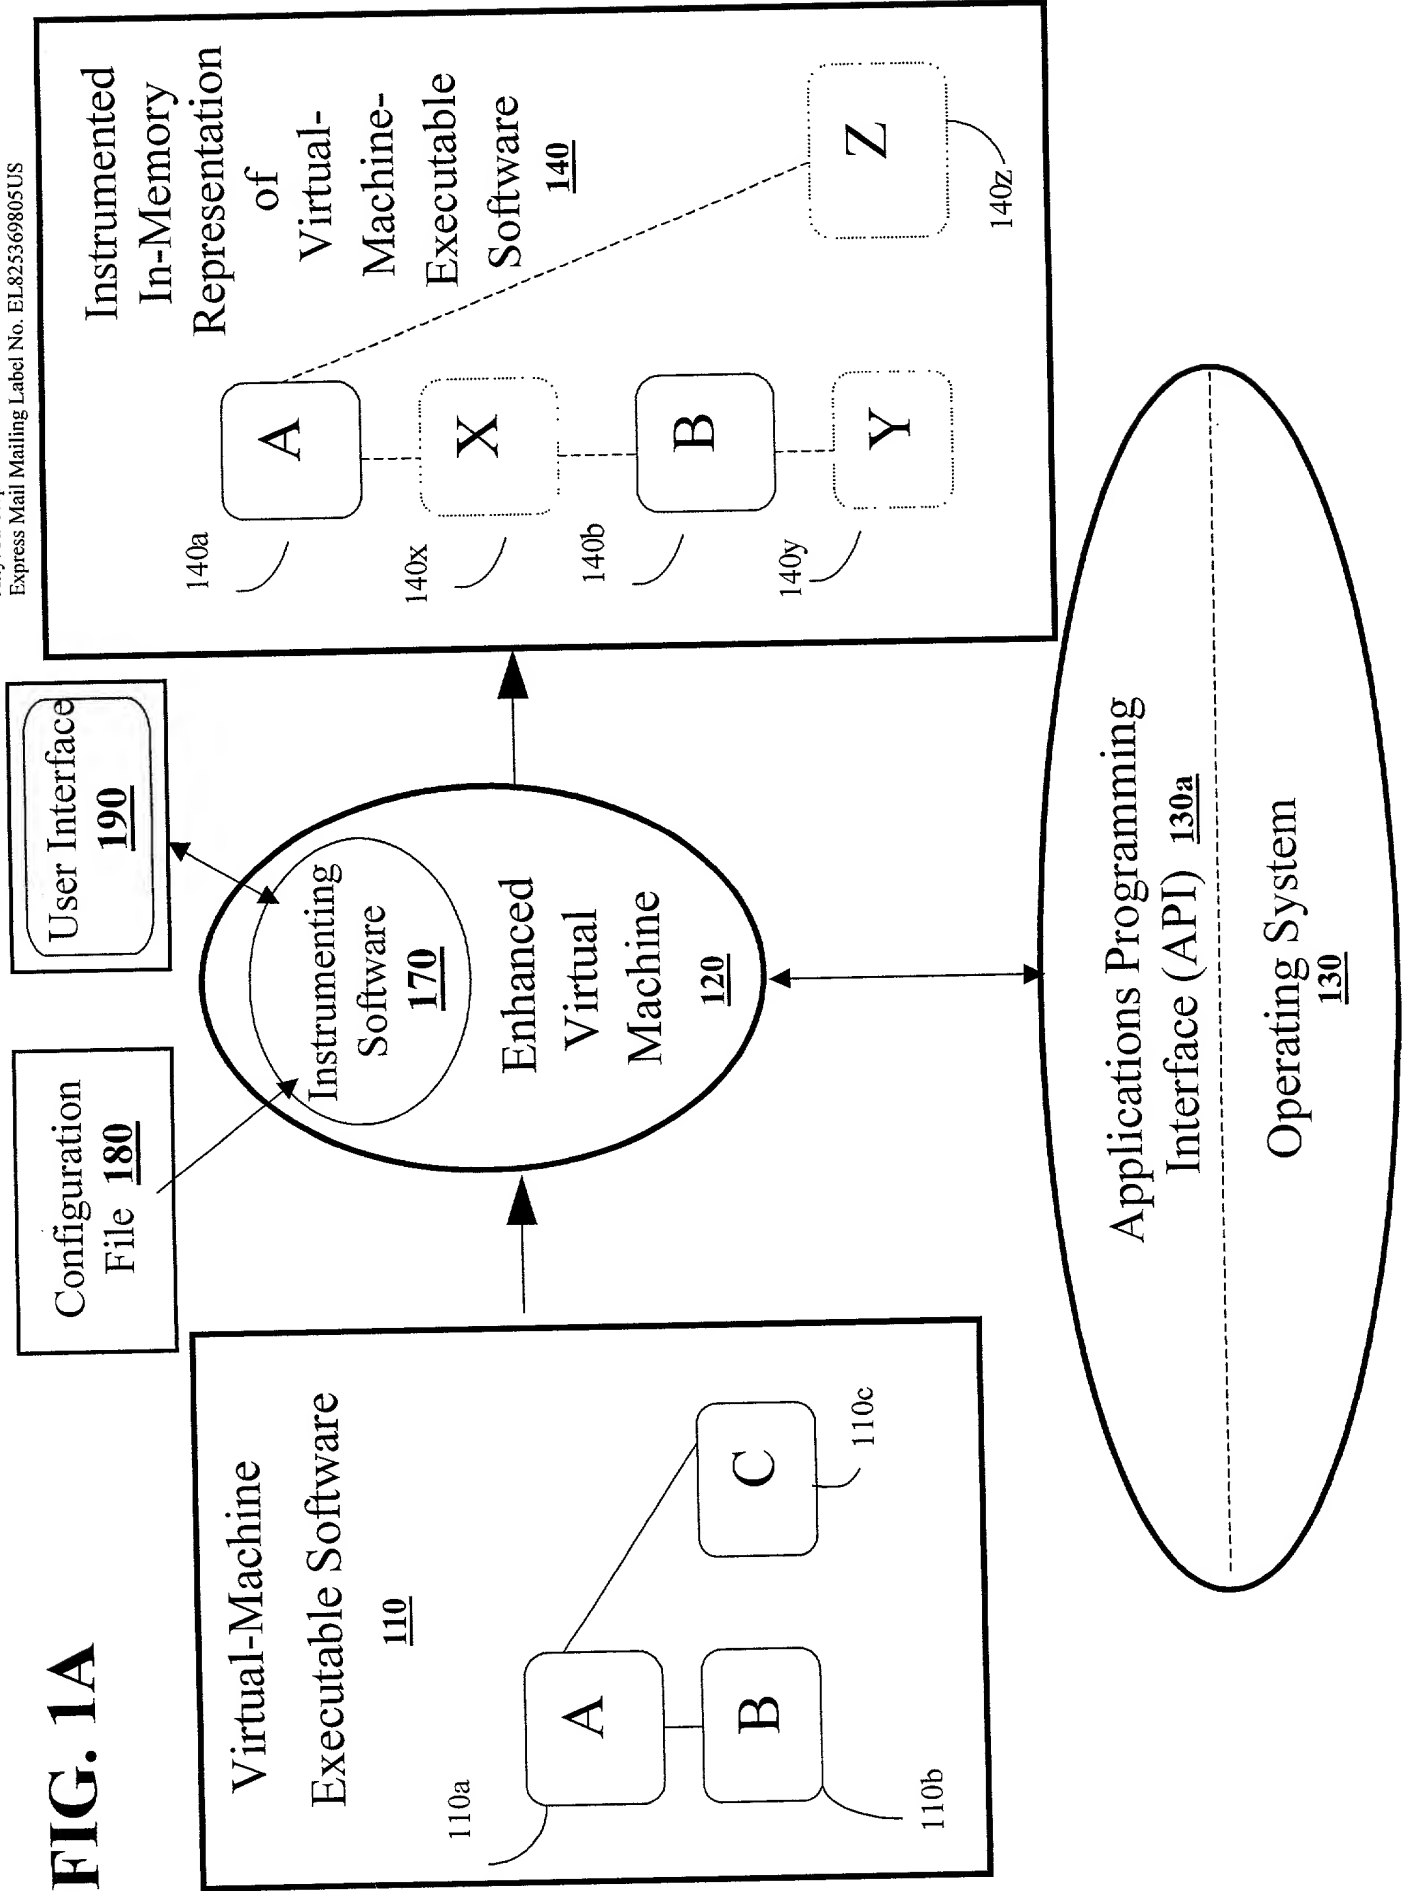 Express Mail Mailing Label No. EL825369805US
FIG. 1A
Virtual-Machine
Executable Software
110
110a
A
B
110b
C
110c
Configuration
File 180
User Interface
190
Instrumenting
Software
170
Enhanced
Virtual
Machine
120
Instrumented
In-Memory
Representation
of
Virtual-
Machine-
Executable
Software
140
140a
A
140x
X
140b
B
140y
Y
Z
140z
Applications Programming
Interface (API) 130a
Operating System
130